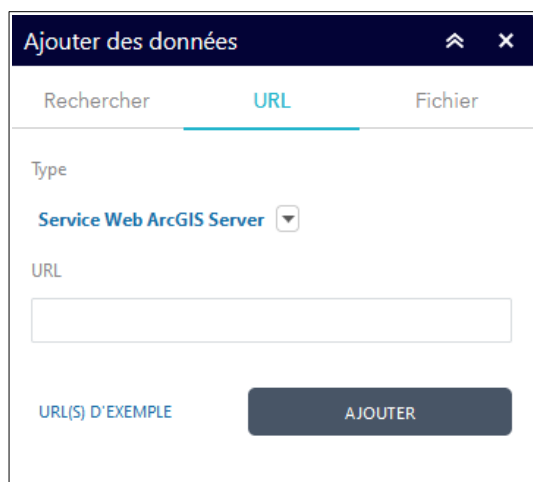 Ajouter des données
Rechercher URL Fichier
Type
Service Web ArcGIS Server
URL
URL(S) D'EXEMPLE AJOUTER